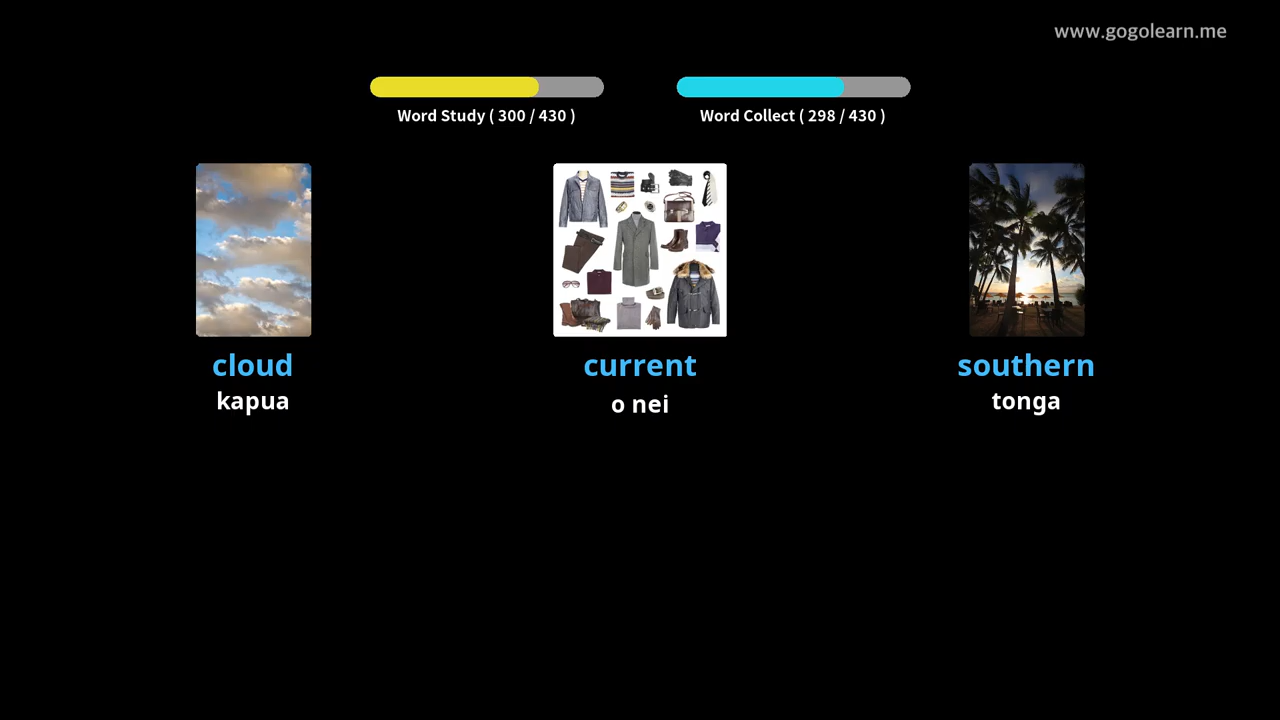 www.gogolearn.me
Word Study ( 300 / 430 )
Word Collect ( 298 / 430 )
cloud
kapua
current
o nei
southern
tonga